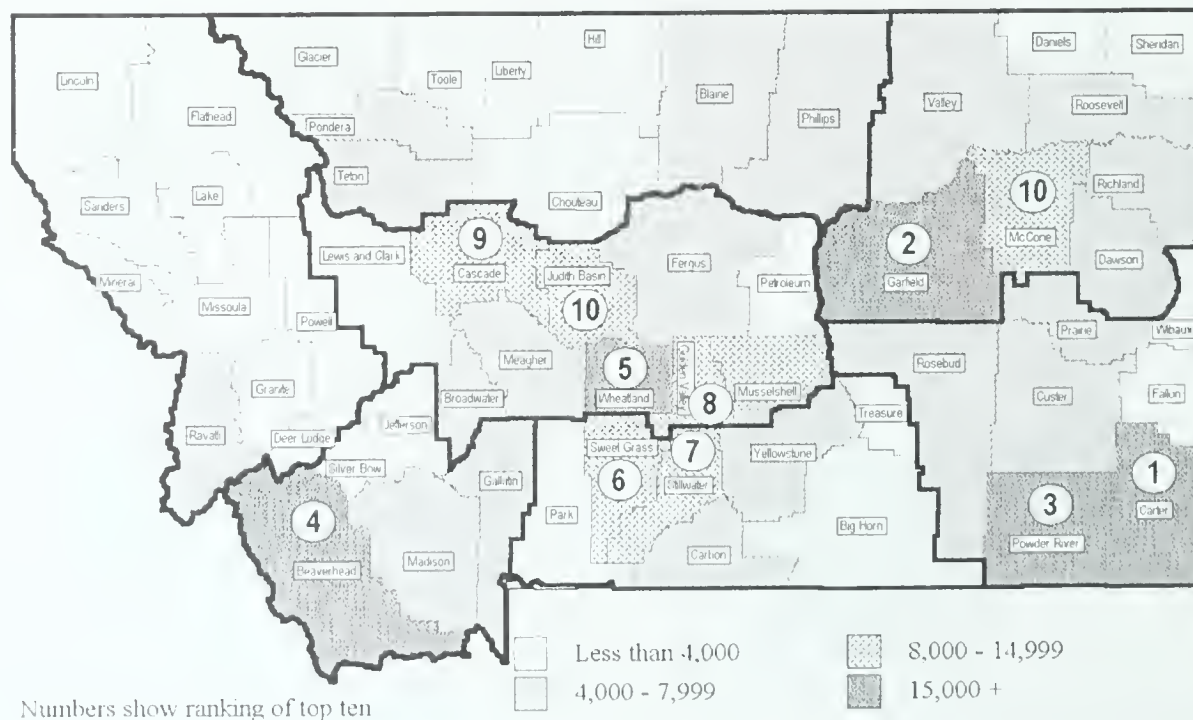 Hill
Daniels
Sheridan
Glacier
Toole
Liberty
Lincoln
Blaine
Valley
Roosevelt
Flathead
Phillips
Pondera
Teton
Richland
Lake
Chouteau
Sanders
10
McCone
9
2
Lewis and Clark
Cascade
Judith Basin
Fergus
Garfield
Dawson
Mineral
Missoula
Powell
Petroleum
10
Prairie
Wibaux
Meagher
5
Rosebud
Granite
Broadwater
Wheatland
Golden Valley
8
Musselshell
Custer
Fallon
Treasure
Ravalli
Deer Lodge
Jefferson
Sweet Grass
7
Yellowstone
Silver Bow
Gallatin
6
Stillwater
1
Carter
4
Park
Big Horn
3
Powder River
Beaverhead
Madison
Carbon
Less than 4,000
8,000 - 14,999
4,000 - 7,999
15,000 +
Numbers show ranking of top ten